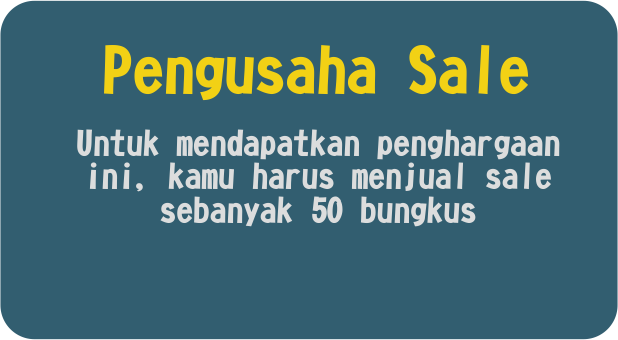 Pengusaha Sale
Untuk mendapatkan penghargaan
ini, kamu harus menjual sale
sebanyak 50 bungkus